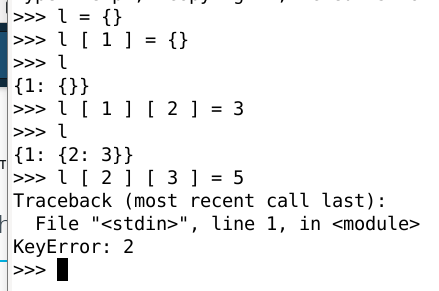 >>> l = {}
>>> l [ 1 ] = {}
>>> l
{1: {}}
>>> l [ 1 ] [ 2 ] = 3
>>> l
{1: {2: 3}}
>>> l [ 2 ] [ 3 ] = 5
Traceback (most recent call last):
  File "<stdin>", line 1, in <module>
KeyError: 2
>>>